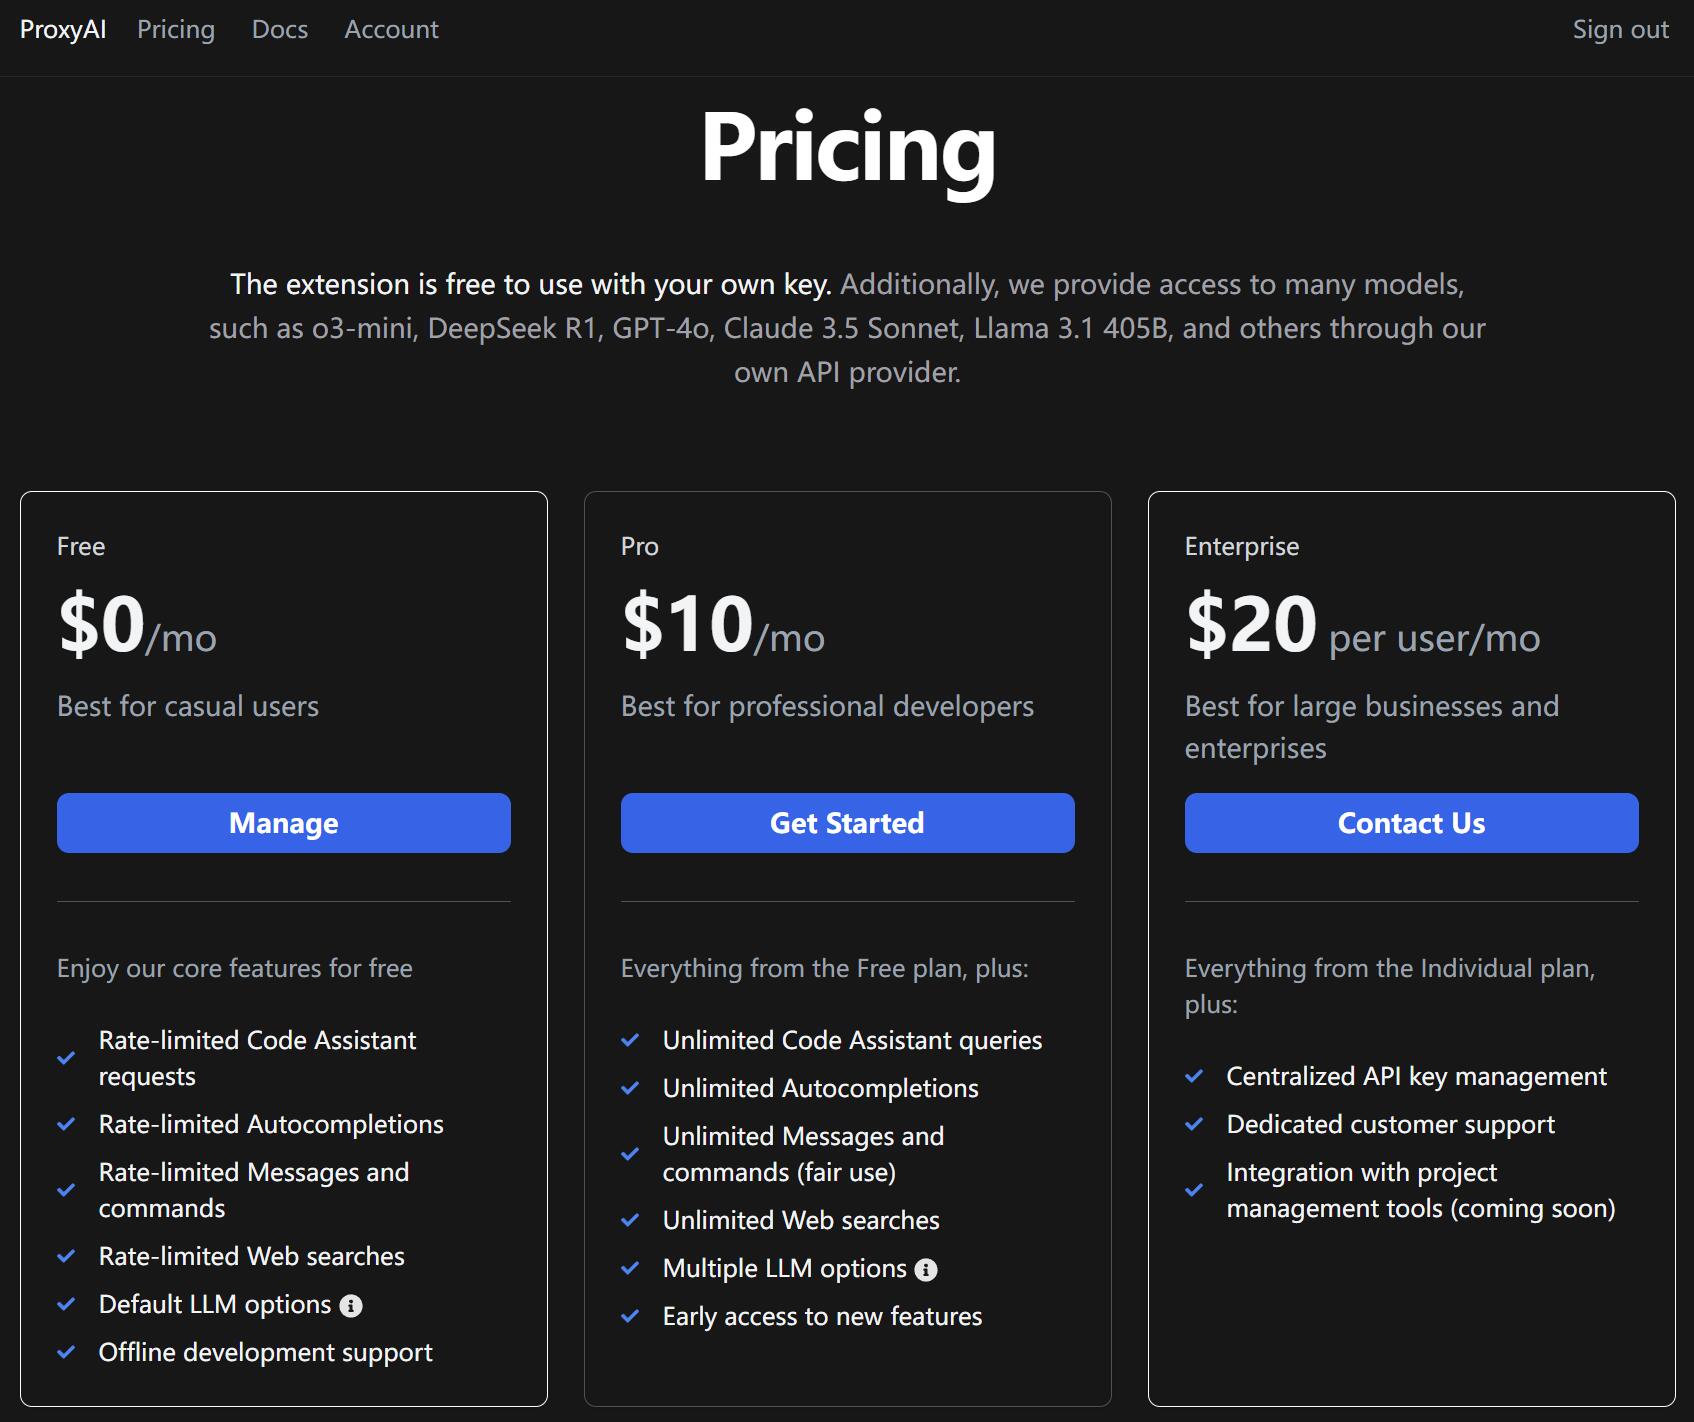 ProxyAI Pricing Docs Account Sign out
Pricing
The extension is free to use with your own key. Additionally, we provide access to many models,
such as o3-mini, DeepSeek R1, GPT-4o, Claude 3.5 Sonnet, Llama 3.1 405B, and others through our
own API provider.
Free
$0/mo
Best for casual users
Manage
Enjoy our core features for free
Rate-limited Code Assistant
requests
Rate-limited Autocompletions
Rate-limited Messages and
commands
Rate-limited Web searches
Default LLM options
Offline development support
Pro
$10/mo
Best for professional developers
Get Started
Everything from the Free plan, plus:
Unlimited Code Assistant queries
Unlimited Autocompletions
Unlimited Messages and
commands (fair use)
Unlimited Web searches
Multiple LLM options
Early access to new features
Enterprise
$20 per user/mo
Best for large businesses and
enterprises
Contact Us
Everything from the Individual plan,
plus:
Centralized API key management
Dedicated customer support
Integration with project
management tools (coming soon)